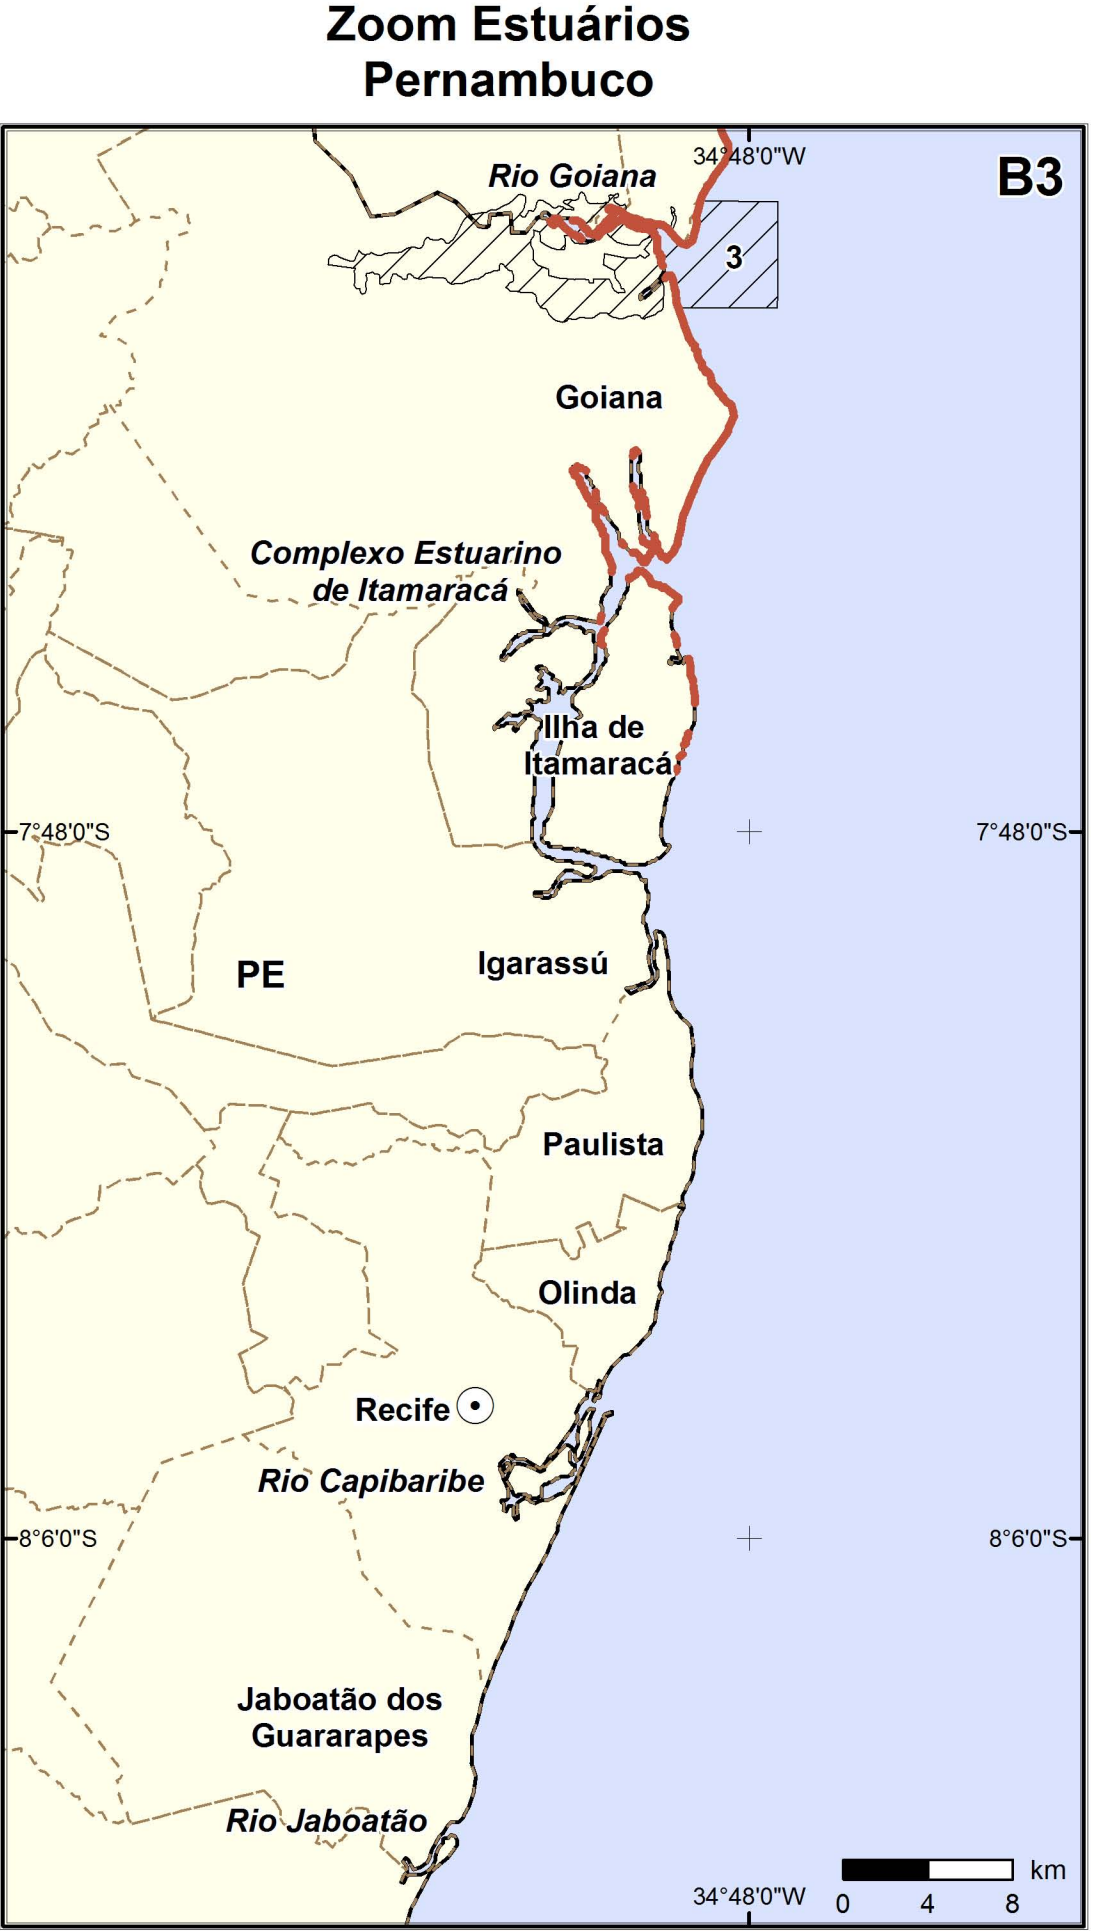 Zoom Estuários
Pernambuco
34°48'0"W
B3
Rio Goiana
3
Goiana
Complexo Estuarino
de Itamaracá
Ilha de
Itamaracá
7°48'0"S
7°48'0"S
Igarassú
PE
Paulista
Olinda
Recife
Rio Capibaribe
8°6'0"S
8°6'0"S
Jaboatão dos
Guararapes
Rio Jaboatão
km
34°48'0"W
0 4 8